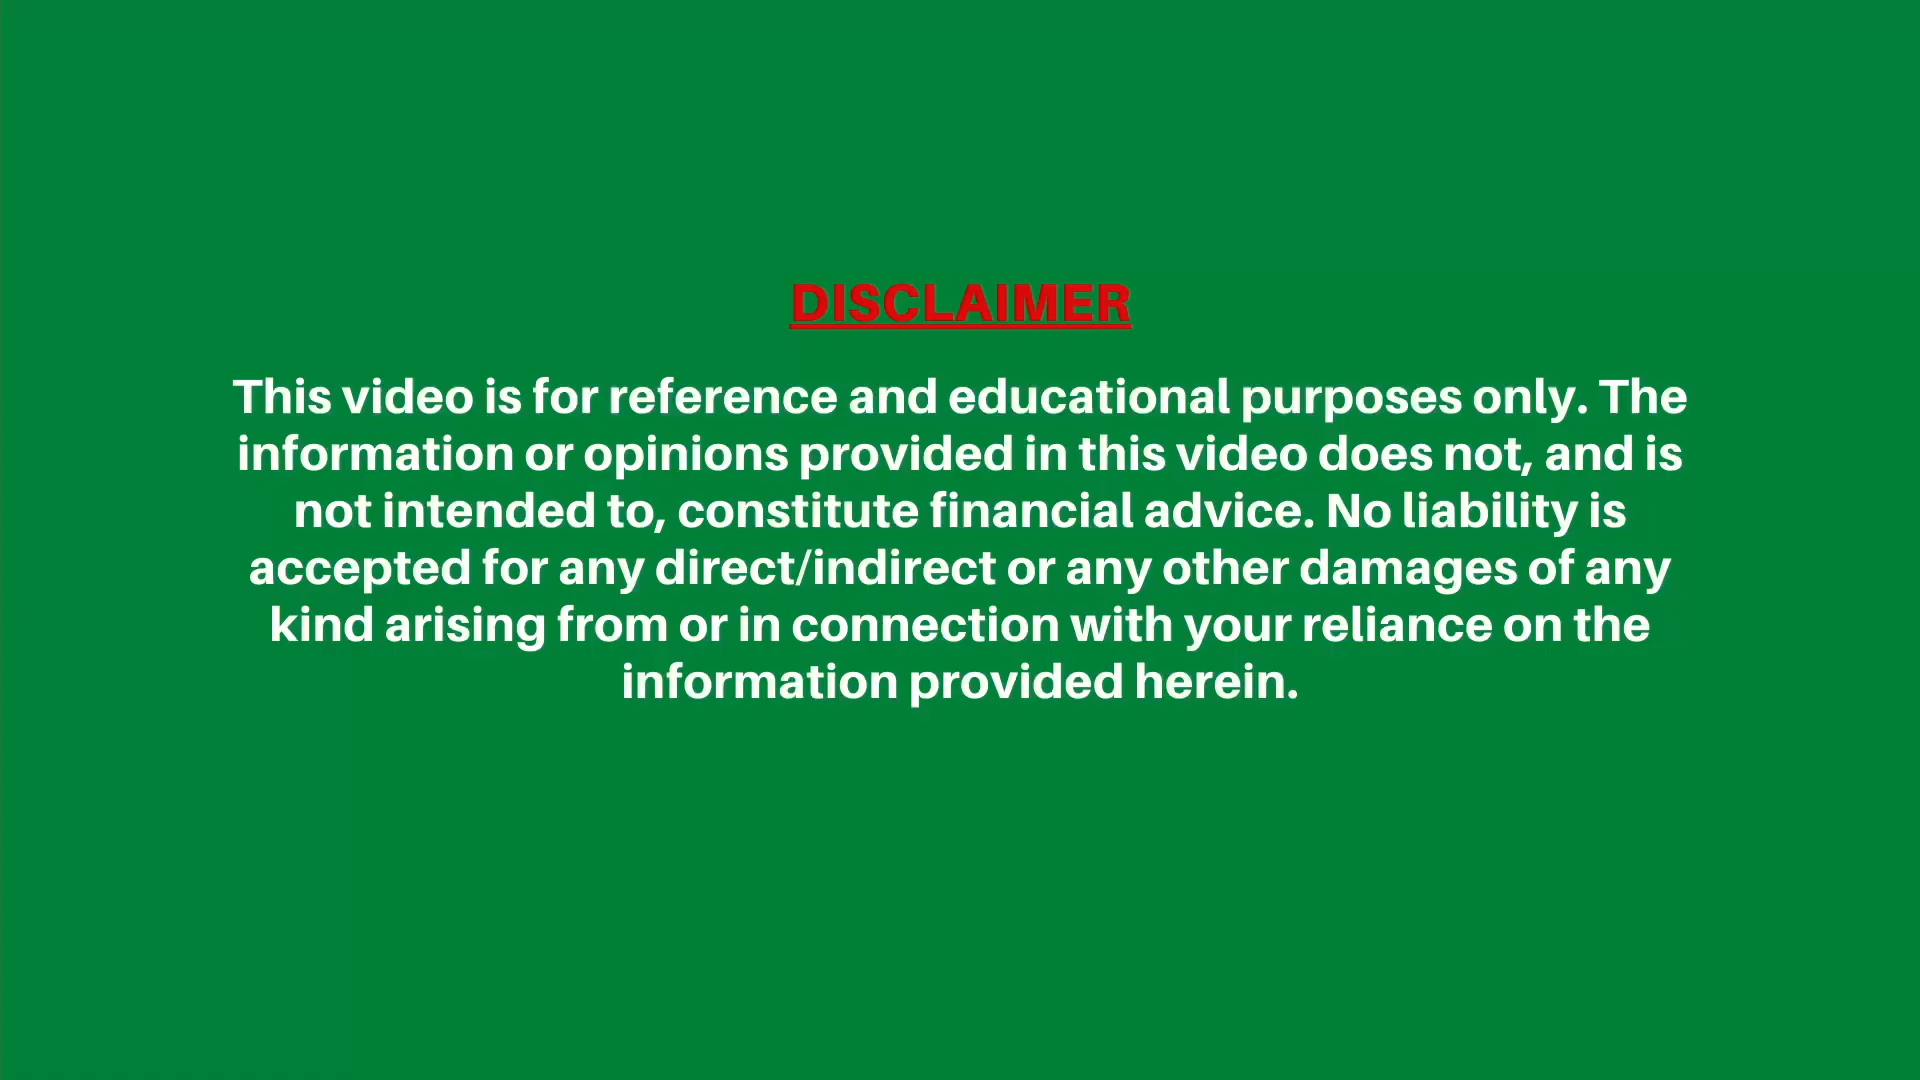 DISCLAIMER
This video is for reference and educational purposes only. The
information or opinions provided in this video does not, and is
not intended to, constitute financial advice. No liability is
accepted for any direct/indirect or any other damages of any
kind arising from or in connection with your reliance on the
information provided herein.